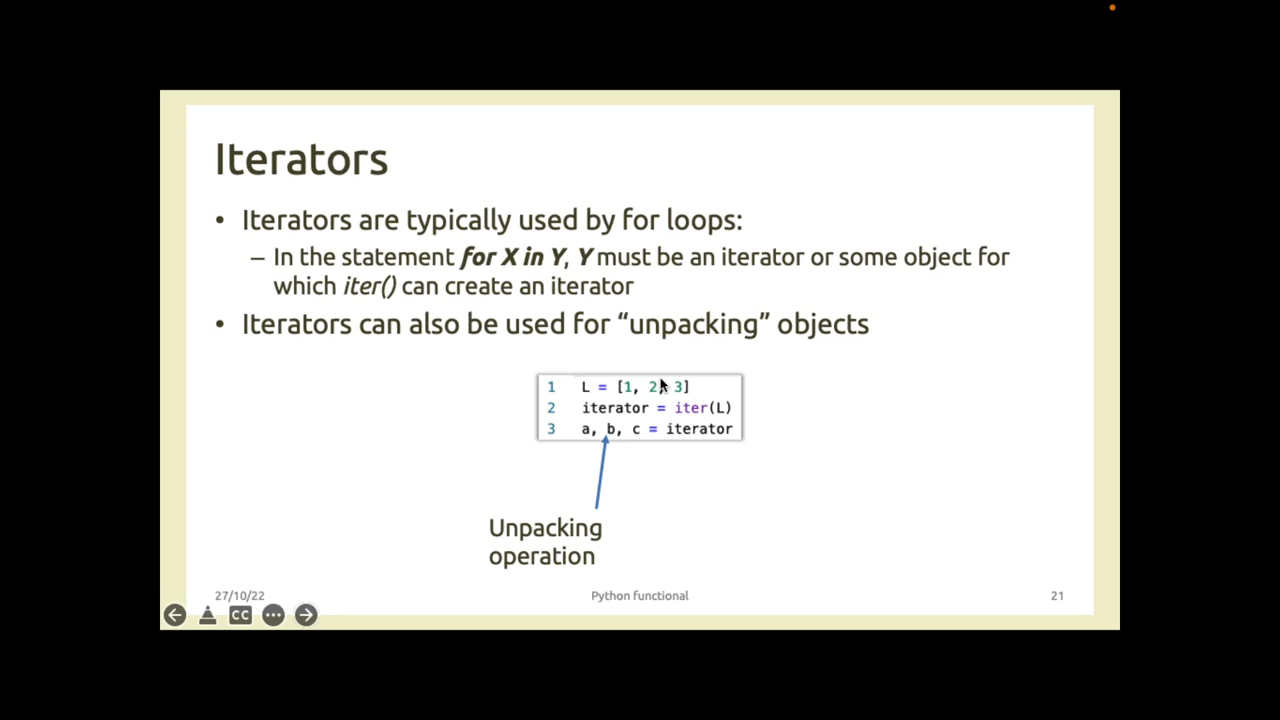 Iterators
• Iterators are typically used by for loops:
– In the statement for X in Y, Y must be an iterator or some object for
which iter() can create an iterator
• Iterators can also be used for “unpacking” objects
1 L = [1, 2, 3]
2 iterator = iter(L)
3 a, b, c = iterator
Unpacking
operation
27/10/22 Python functional 21
CC